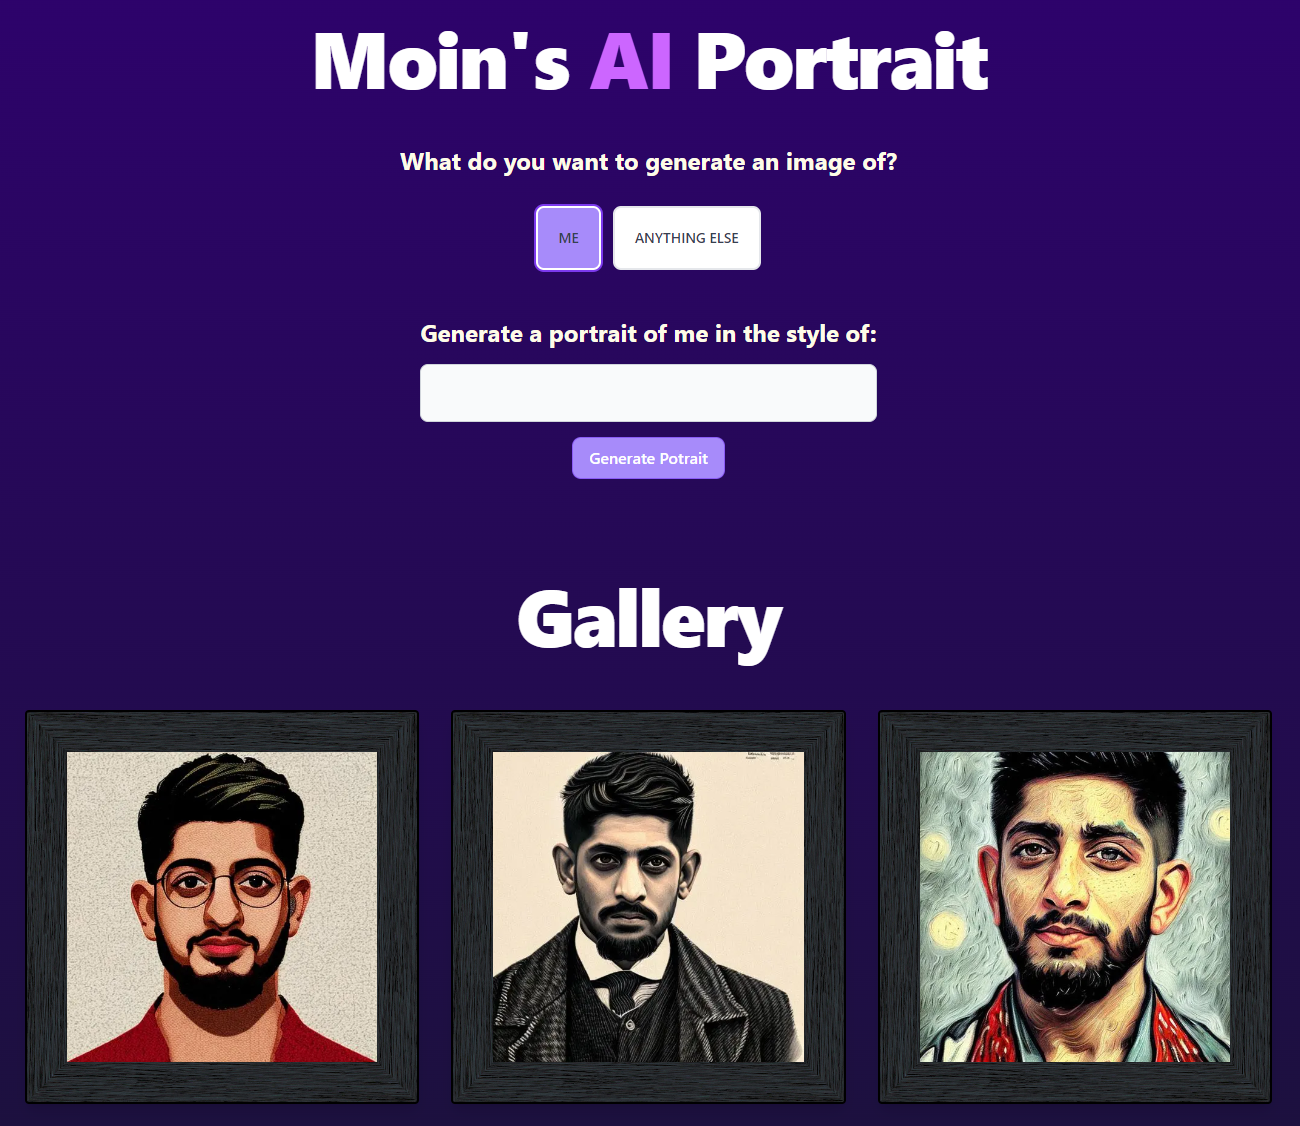 Moin's AI Portrait
What do you want to generate an image of?
ME
ANYTHING ELSE
Generate a portrait of me in the style of:
Generate Potrait
Gallery